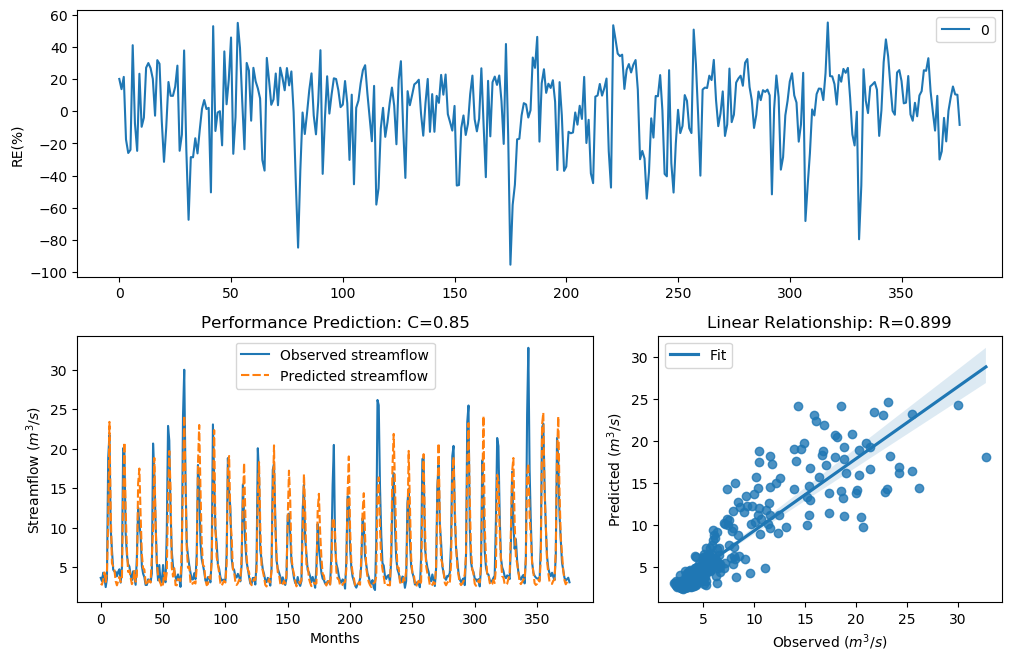 60
40
20
0
−20
−40
−60
−80
−100
RE(%)
0
0 50 100 150 200 250 300 350
Performance Prediction: C=0.85
Observed streamflow
Predicted streamflow
30
25
20
15
10
5
Streamflow (m³/s)
0 50 100 150 200 250 300 350
Months
Linear Relationship: R=0.899
Fit
30
25
20
15
10
5
Predicted (m³/s)
5 10 15 20 25 30
Observed (m³/s)